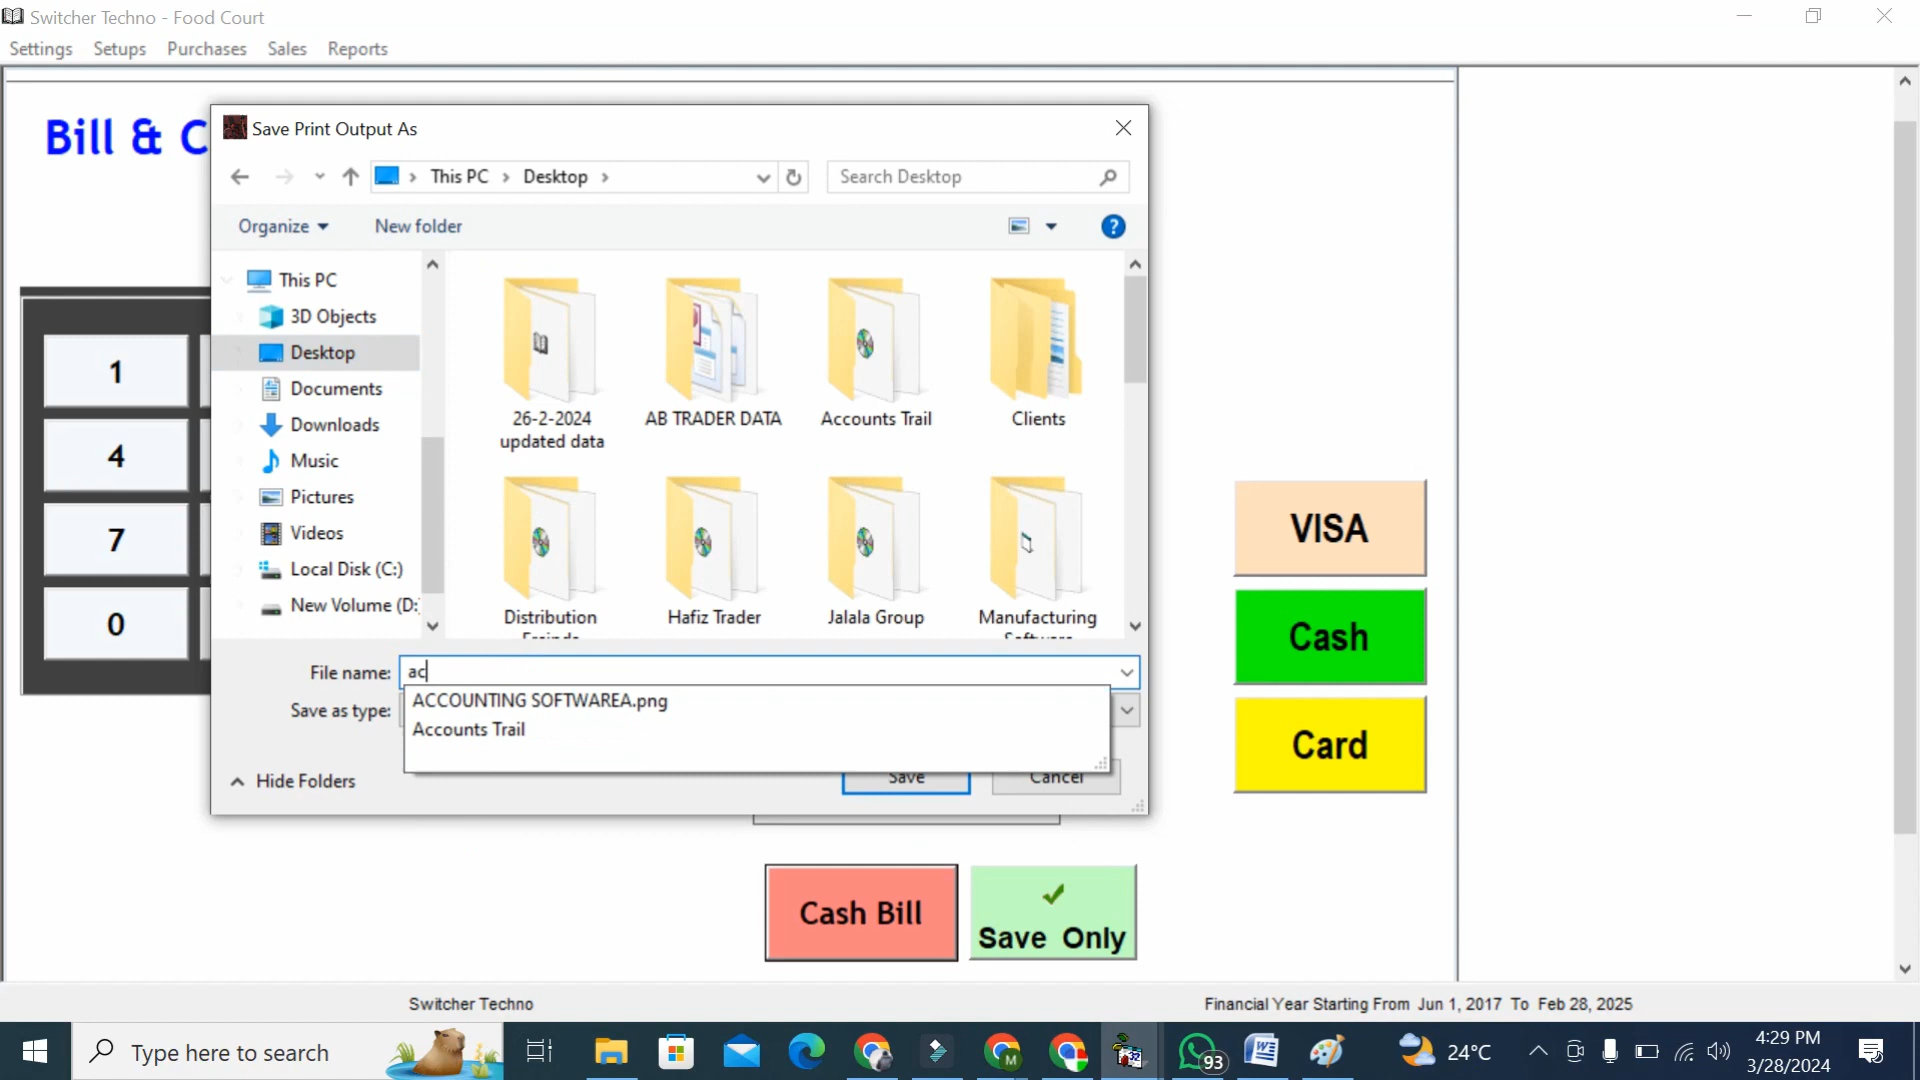 Switcher Techno - Food Court
Settings Setups Purchases Sales Reports
Bill & C
Save Print Output As
This PC Desktop
Search Desktop
Organize New folder
?
This PC
3D Objects
Desktop
Documents
Downloads
Music
Pictures
Videos
Local Disk (C:)
New Volume (D:
26-2-2024
updated data
AB TRADER DATA
Accounts Trail
Clients
Distribution
Hafiz Trader
Jalala Group
Manufacturing
Software
File name: ac
ACCOUNTING SOFTWAREA.png
Accounts Trail
Save as type:
Hide Folders
Save Cancel
1
4
7
0
VISA
Cash
Card
Cash Bill
Save Only
Switcher Techno
Financial Year Starting From Jun 1, 2017 To Feb 28, 2025
Type here to search
M
32
93
24°C
4:29 PM
3/28/2024